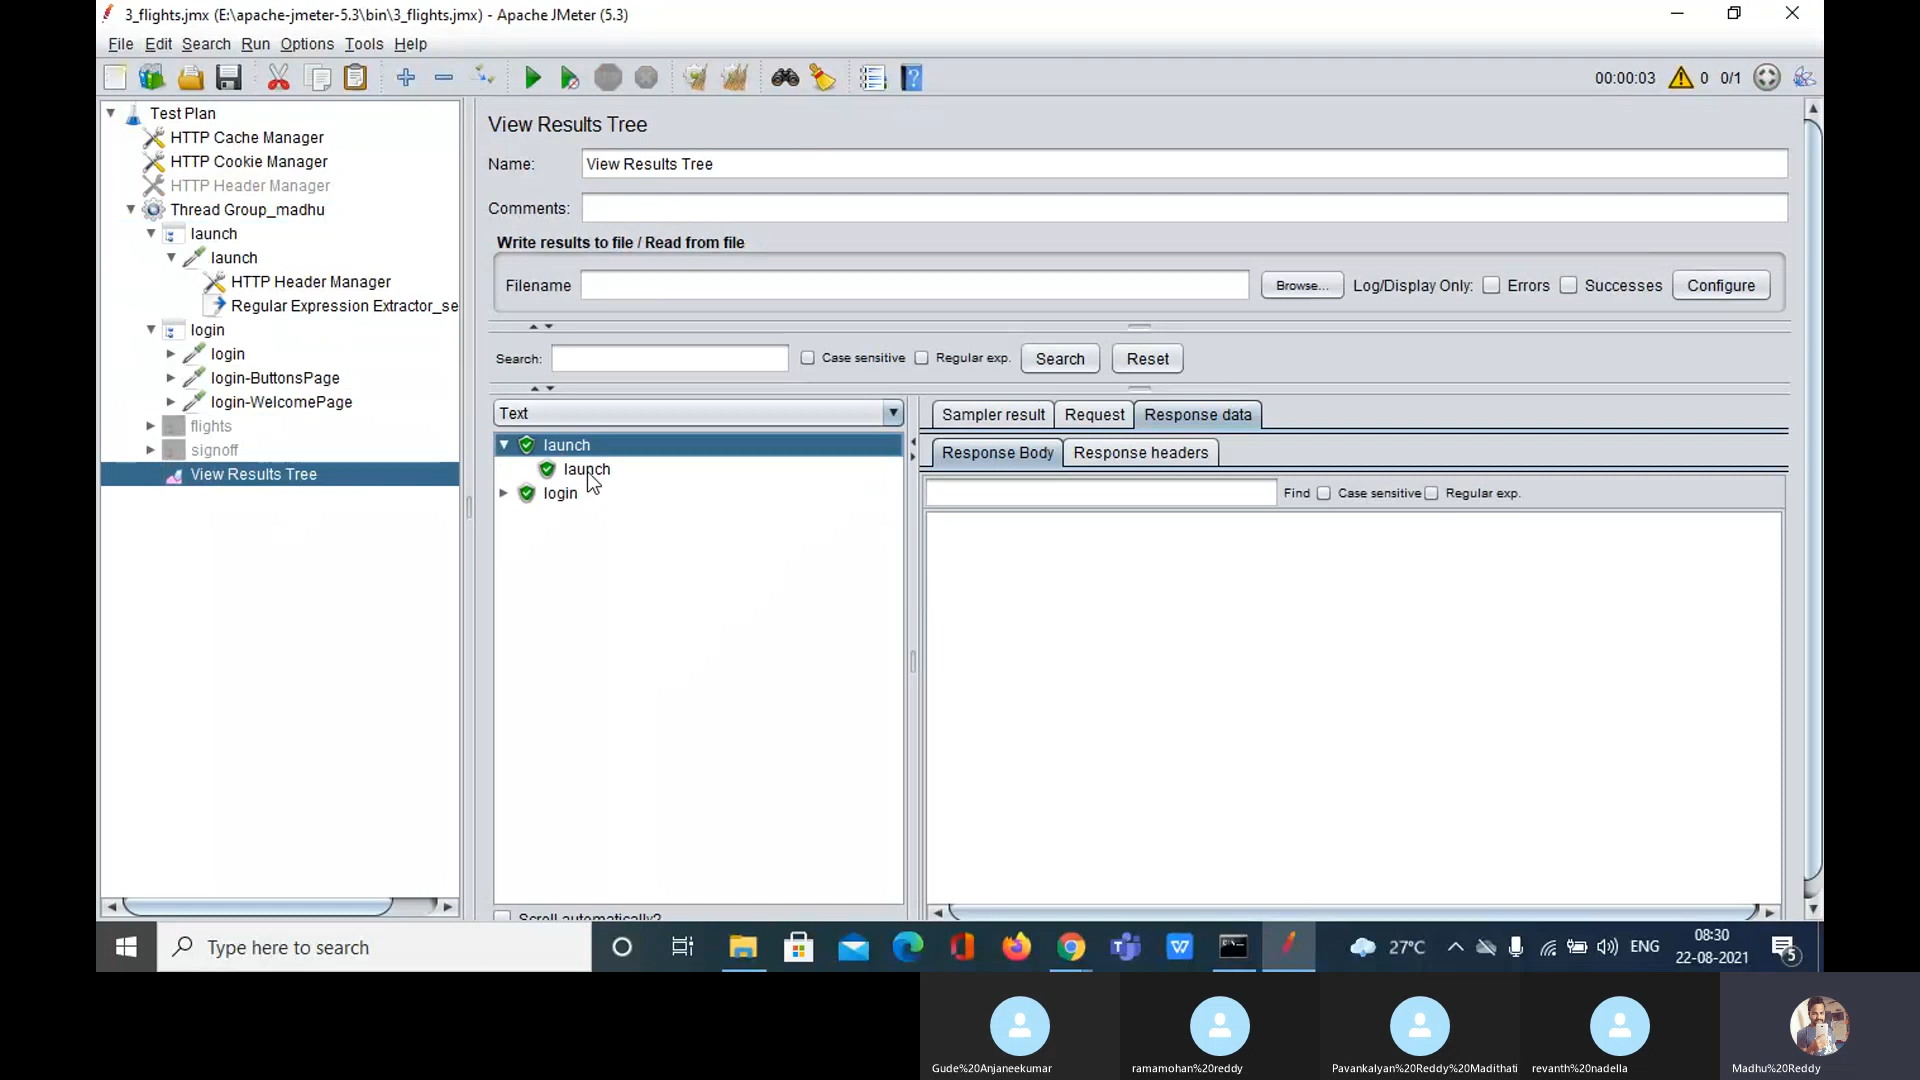 3_flights.jmx (E:\apache-jmeter-5.3\bin\3_flights.jmx) - Apache JMeter (5.3)
File Edit Search Run Options Tools Help
00:00:03 0 0/1
Test Plan
HTTP Cache Manager
HTTP Cookie Manager
HTTP Header Manager
Thread Group_madhu
launch
launch
HTTP Header Manager
Regular Expression Extractor_se
login
login
login-ButtonsPage
login-WelcomePage
flights
signoff
View Results Tree
View Results Tree
Name: View Results Tree
Comments:
Write results to file / Read from file
Filename Browse... Log/Display Only: Errors Successes Configure
Search: Case sensitive Regular exp. Search Reset
Text
launch
launch
login
Scroll automatically?
Sampler result Request Response data
Response Body Response headers
Find Case sensitive Regular exp.
Type here to search
27°C ENG
08:30
22-08-2021
5
Gude%20Anjaneekumar
ramamohan%20reddy
Pavankalyan%20Reddy%20Madithati
revanth%20nadella
Madhu%20Reddy